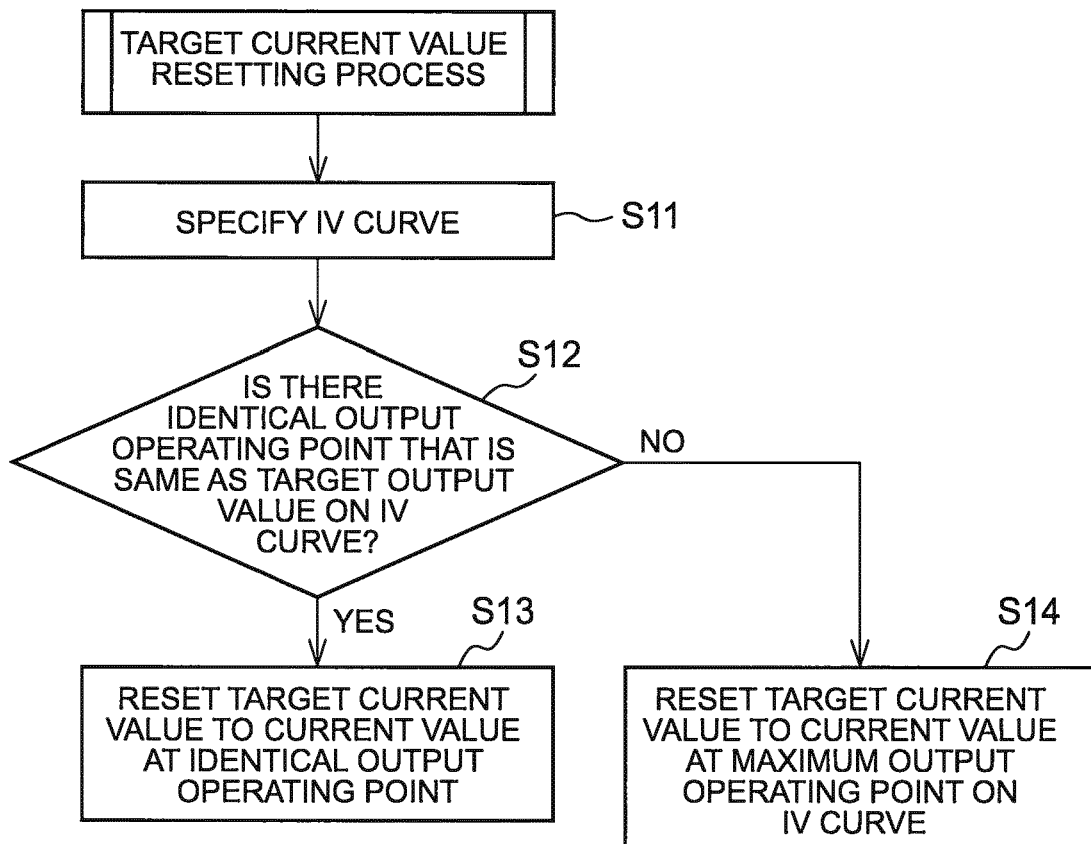 TARGET CURRENT VALUE
RESETTING PROCESS
SPECIFY IV CURVE
S11
S12
IS THERE
IDENTICAL OUTPUT
OPERATING POINT THAT IS
SAME AS TARGET OUTPUT
VALUE ON IV
CURVE?
NO
YES
S13
RESET TARGET CURRENT
VALUE TO CURRENT VALUE
AT IDENTICAL OUTPUT
OPERATING POINT
S14
RESET TARGET CURRENT
VALUE TO CURRENT VALUE
AT MAXIMUM OUTPUT
OPERATING POINT ON
IV CURVE